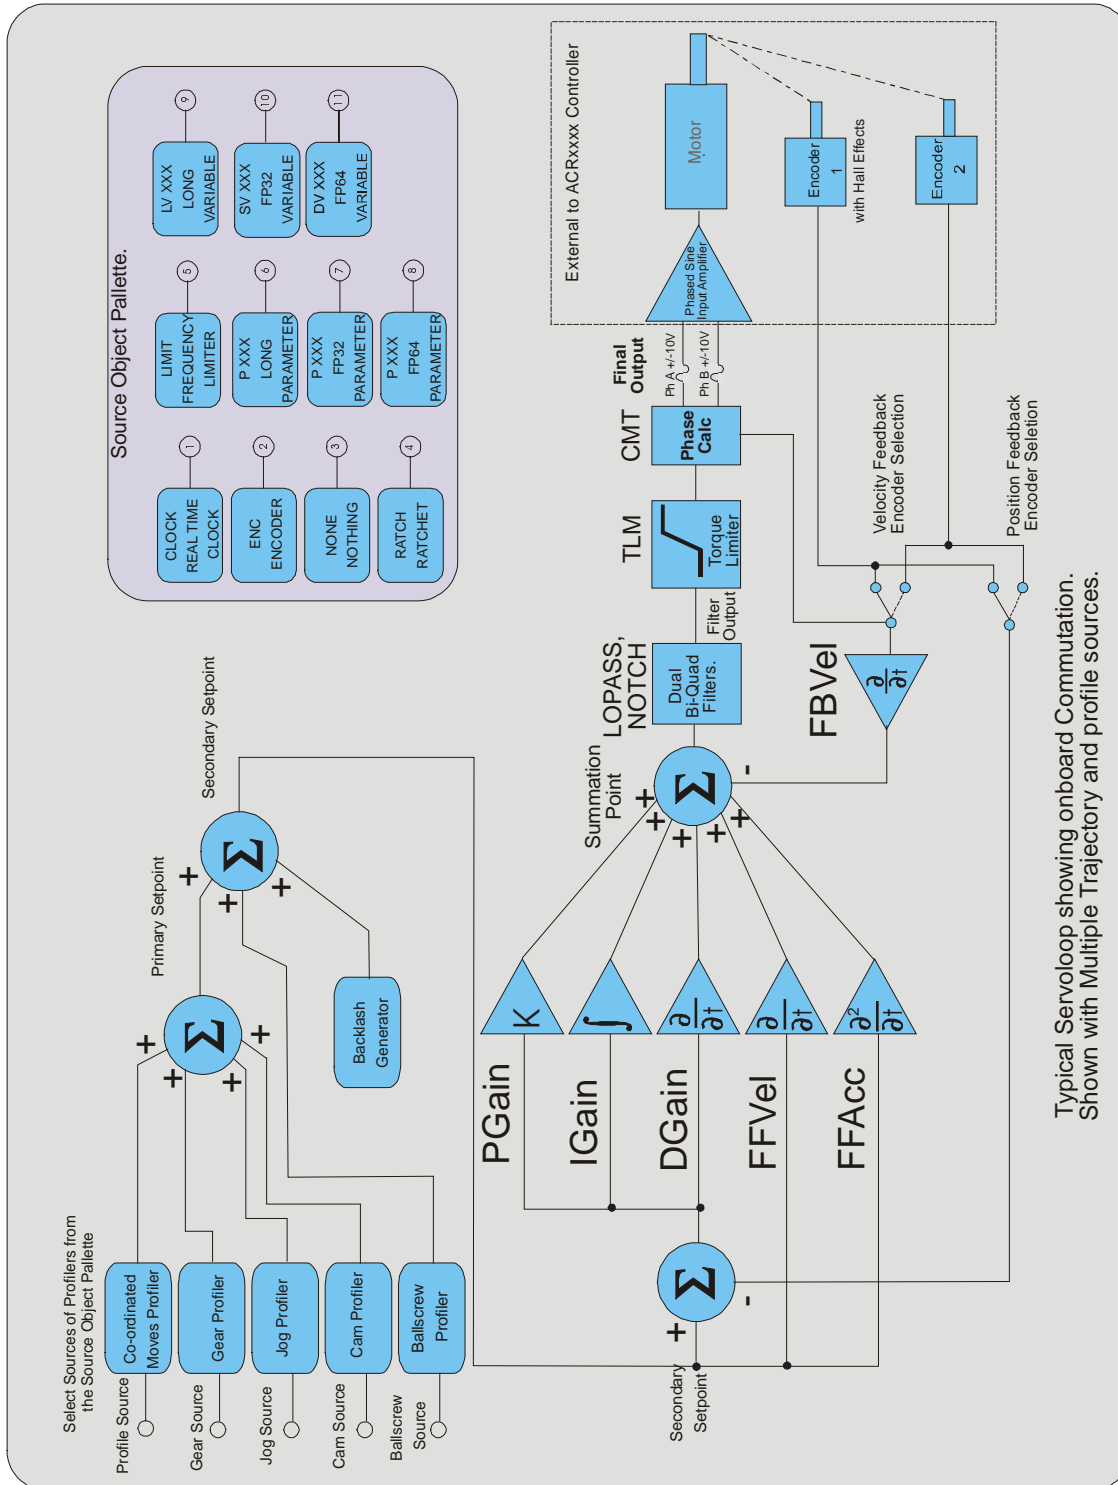 Source Object Pallette.
CLOCK
REAL TIME
CLOCK
1
ENC
ENCODER
2
NONE
NOTHING
3
RATCH
RATCHET
4
LIMIT
FREQUENCY
LIMITER
5
P XXX
LONG
PARAMETER
6
P XXX
FP32
PARAMETER
7
P XXX
FP64
PARAMETER
8
LV XXX
LONG
VARIABLE
9
SV XXX
FP32
VARIABLE
10
DV XXX
FP64
VARIABLE
11
Select Sources of Profilers from
the Source Object Pallette
Profile Source
Co-ordinated
Moves Profiler
Gear Source
Gear Profiler
Jog Source
Jog Profiler
Cam Source
Cam Profiler
Ballscrew
Source
Ballscrew
Profiler
+
+
+
+
Σ
Primary Setpoint
Backlash
Generator
+
+
+
Σ
Secondary Setpoint
Secondary
Setpoint
+
-
Σ
PGain
K
IGain
∫
DGain
∂
∂t
FFVel
∂
∂t
FFAcc
∂²
∂t
Summation
Point
+
+
+
+
+
-
Σ
LOPASS,
NOTCH
Dual
Bi-Quad
Filters.
Filter
Output
TLM
Torque
Limiter
CMT
Phase
Calc
Final
Output
Ph A +/-10V
Ph B +/-10V
External to ACRxxxx Controller
Phased Sine
Input Amplifier
Motor
Encoder
1
with Hall Effects
Encoder
2
FBVel
∂
∂t
Velocity Feedback
Encoder Selection
Position Feedback
Encoder Seletion
Typical Servoloop showing onboard Commutation.
Shown with Multiple Trajectory and profile sources.